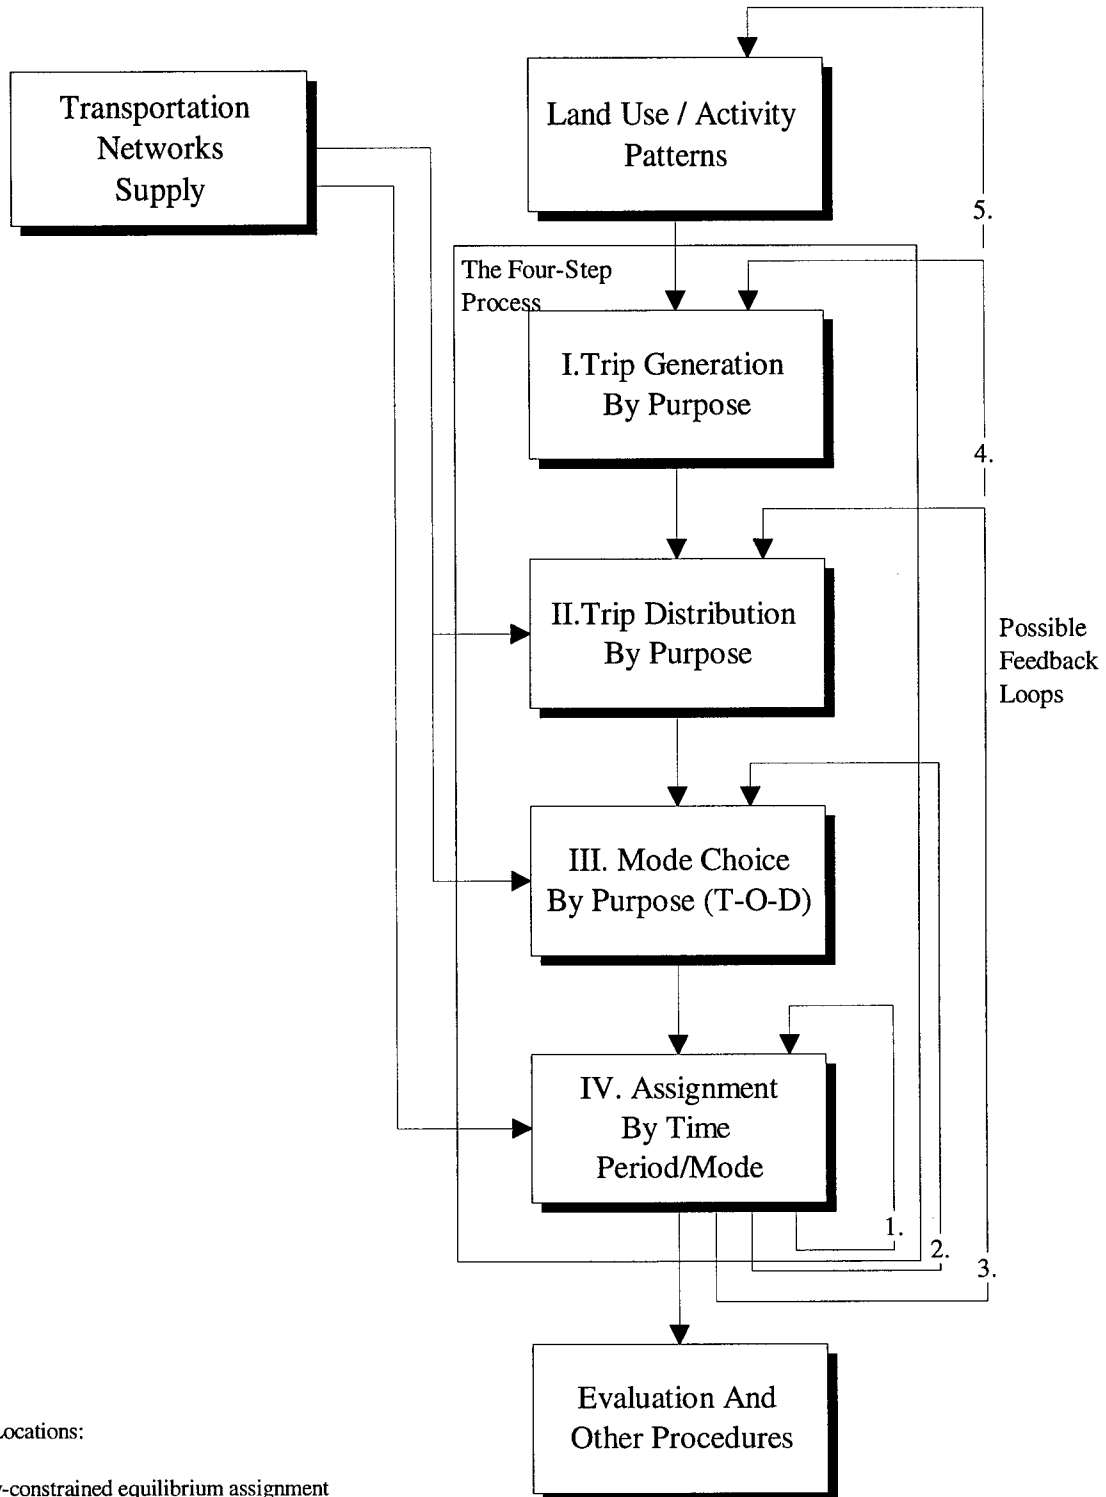 Transportation
Networks
Supply
Land Use / Activity
Patterns
5.
The Four-Step
Process
I.Trip Generation
By Purpose
4.
II.Trip Distribution
By Purpose
Possible
Feedback
Loops
III. Mode Choice
By Purpose (T-O-D)
IV. Assignment
By Time
Period/Mode
1.
2.
3.
Evaluation And
Other Procedures
Locations:
-constrained equilibrium assignment